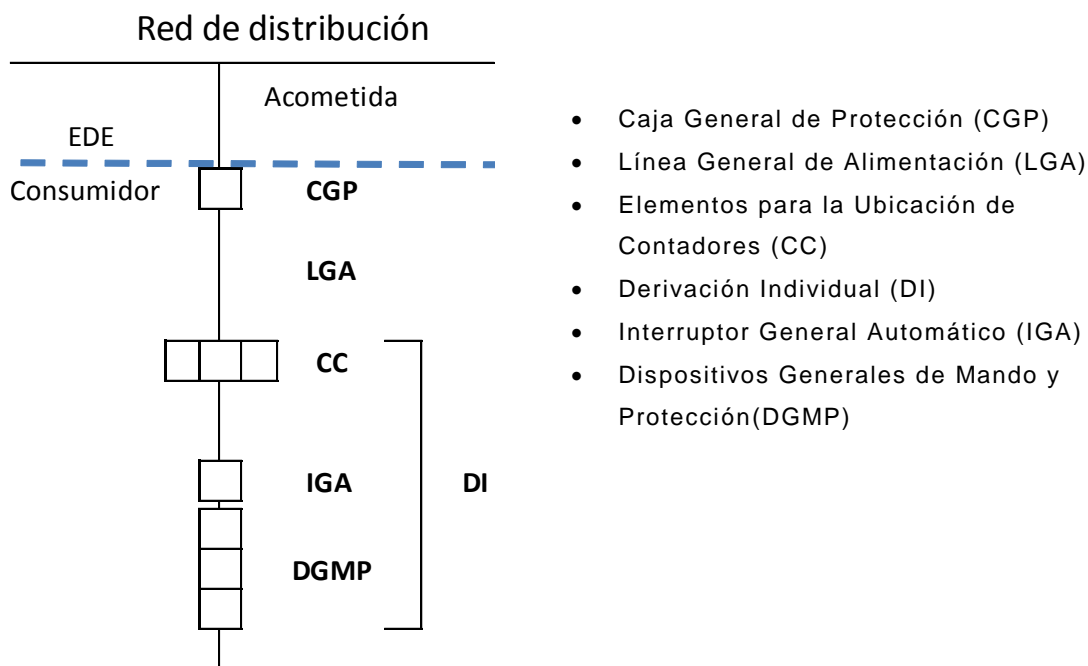 Red de distribución
Acometida
EDE
Consumidor
CGP
LGA
CC
IGA
DI
DGMP
• Caja General de Protección (CGP)
• Línea General de Alimentación (LGA)
• Elementos para la Ubicación de
Contadores (CC)
• Derivación Individual (DI)
• Interruptor General Automático (IGA)
• Dispositivos Generales de Mando y
Protección(DGMP)